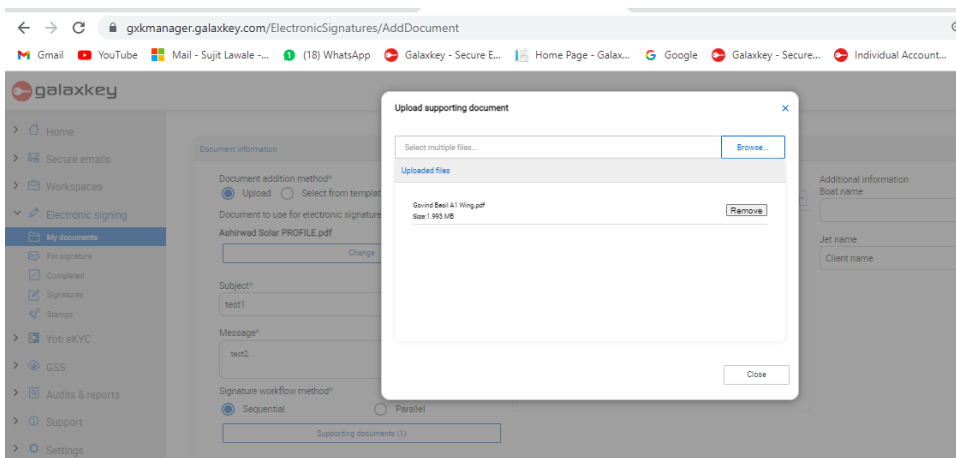 gxkmanager.galaxkey.com/ElectronicSignatures/AddDocument
Gmail YouTube Mail - Sujit Lawale -... (18) WhatsApp Galaxkey - Secure E... Home Page - Galax... Google Galaxkey - Secure... Individual Account...
galaxkey
Home
Secure emails
Workspaces
Electronic signing
My documents
For signature
Completed
Signatures
Stamps
Yoti eKYC
GSS
Audits & reports
Support
Settings
Document information
Document addition method*
Upload Select from templat
Document to use for electronic signature
Ashirwad Solar PROFILE.pdf
Change
Subject*
test1
Message*
test2
Signature workflow method*
Sequential Parallel
Supporting documents (1)
Upload supporting document
Select multiple files... Browse...
Uploaded files
Govind Basil A1 Wing.pdf
Size:1.993 MB
Remove
Close
Additional information
Boat name
Jet name
Client name